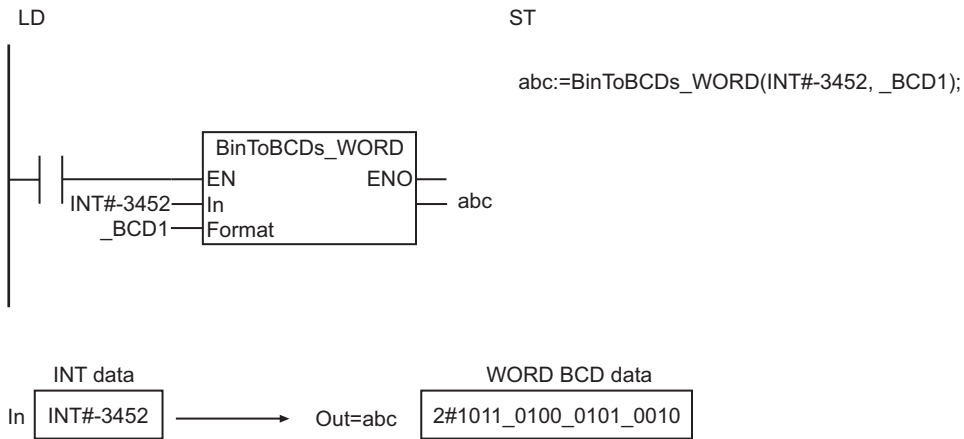 LD
ST
abc:=BinToBCDs_WORD(INT#-3452, _BCD1);
BinToBCDs_WORD
EN ENO
INT#-3452 In abc
_BCD1 Format
INT data WORD BCD data
In INT#-3452 Out=abc 2#1011_0100_0101_0010